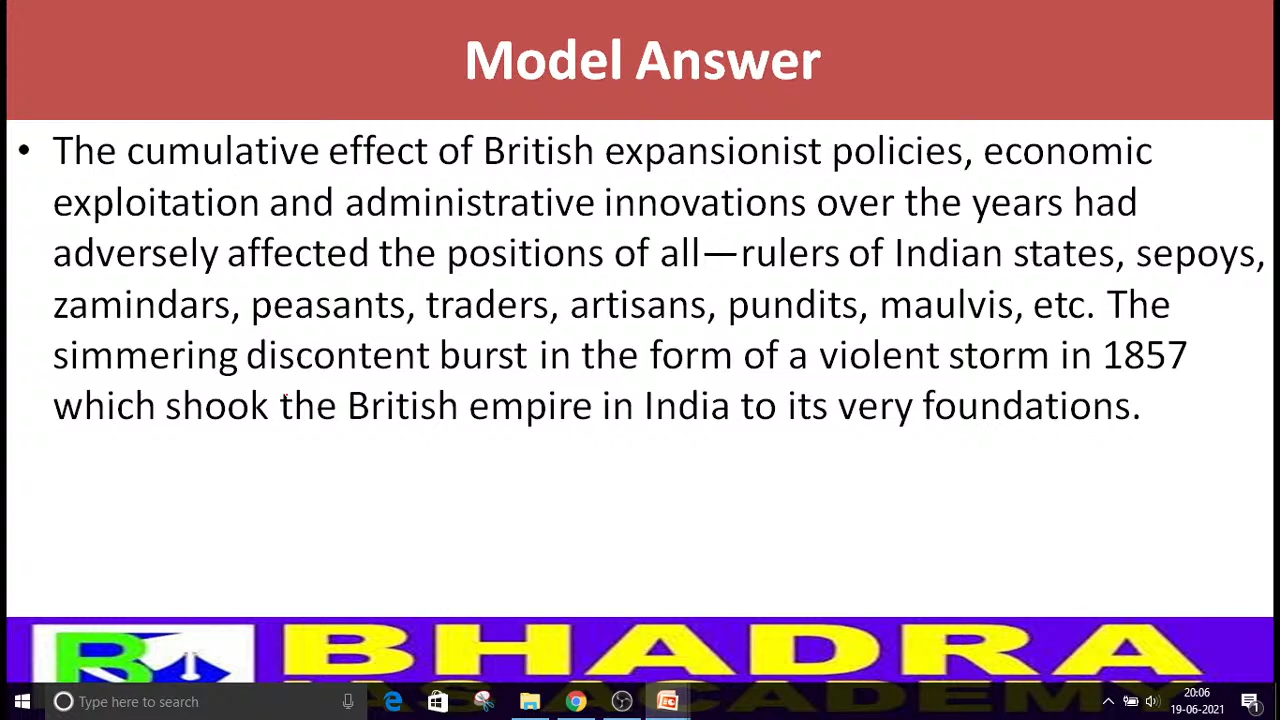 Model Answer
• The cumulative effect of British expansionist policies, economic
exploitation and administrative innovations over the years had
adversely affected the positions of all—rulers of Indian states, sepoys,
zamindars, peasants, traders, artisans, pundits, maulvis, etc. The
simmering discontent burst in the form of a violent storm in 1857
which shook the British empire in India to its very foundations.
BHADRA
Type here to search
20:06
19-06-2021